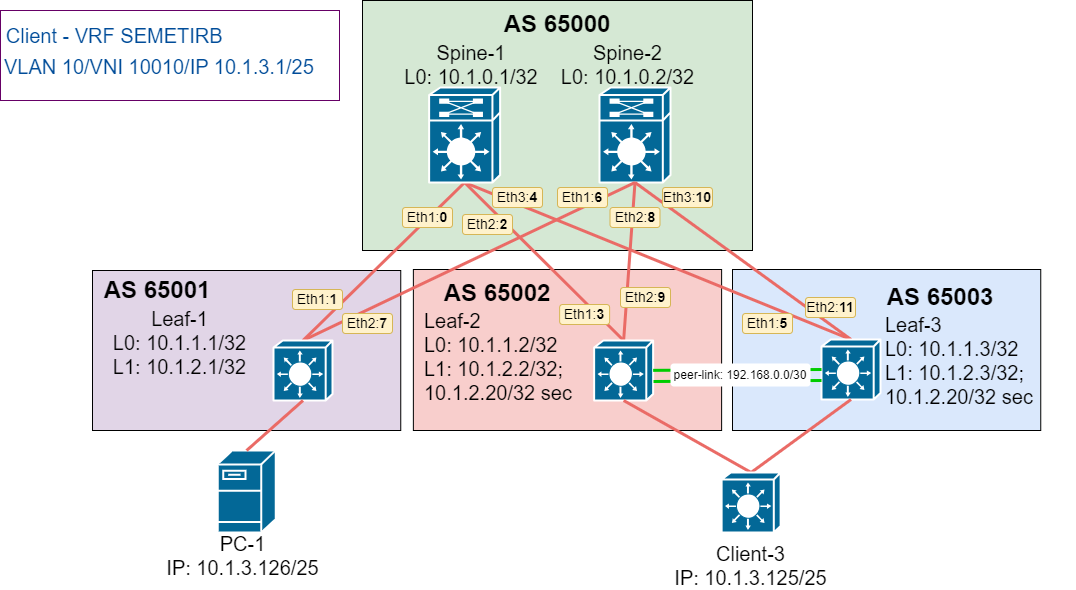 Client - VRF SEMETIRB
VLAN 10/VNI 10010/IP 10.1.3.1/25
AS 65000
Spine-1
L0: 10.1.0.1/32
Spine-2
L0: 10.1.0.2/32
Eth1:0
Eth2:2
Eth3:4
Eth1:6
Eth2:8
Eth3:10
AS 65001
Leaf-1
L0: 10.1.1.1/32
L1: 10.1.2.1/32
Eth1:1
Eth2:7
AS 65002
Leaf-2
L0: 10.1.1.2/32
L1: 10.1.2.2/32;
10.1.2.20/32 sec
Eth1:3
Eth2:9
peer-link: 192.168.0.0/30
AS 65003
Leaf-3
L0: 10.1.1.3/32
L1: 10.1.2.3/32;
10.1.2.20/32 sec
Eth1:5
Eth2:11
PC-1
IP: 10.1.3.126/25
Client-3
IP: 10.1.3.125/25